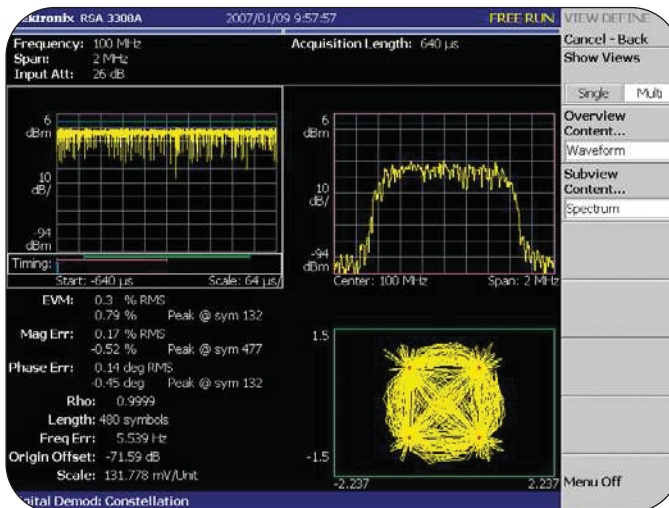 ektronix RSA 3308A 2007/01/09 9:57:57 FREE RUN
VIEW DEFINE
Frequency: 100 MHz Acquisition Length: 640 µs
Span: 2 MHz
Input Att: 26 dB
Cancel - Back
Show Views
Single Multi
Overview
Content...
Waveform
Subview
Content...
Spectrum
Menu Off
6
dBm
10
dB/
-94
dBm
Timing:
Start: -640 µs Scale: 64 µs/
6
dBm
10
dB/
-94
dBm
Center: 100 MHz Span: 2 MHz
EVM: 0.3 % RMS
0.79 % Peak @ sym 132
Mag Err: 0.17 % RMS
-0.52 % Peak @ sym 477
Phase Err: 0.14 deg RMS
-0.45 deg Peak @ sym 132
Rho: 0.9999
Length: 480 symbols
Freq Err: 5.539 Hz
Origin Offset: -71.59 dB
Scale: 131.778 mV/Unit
1.5
-1.5
-2.237 2.237
igital Demod: Constellation